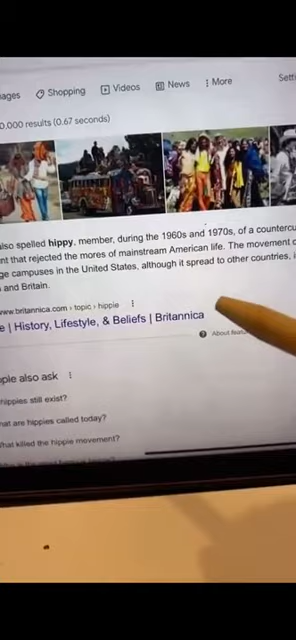 ages Shopping Videos News More Setti
0,000 results (0.67 seconds)
also spelled hippy, member, during the 1960s and 1970s, of a countercu
nt that rejected the mores of mainstream American life. The movement o
ge campuses in the United States, although it spread to other countries, i
and Britain.
www.britannica.com › topic › hippie
e | History, Lifestyle, & Beliefs | Britannica
About featu
ple also ask
hippies still exist?
hat are hippies called today?
What killed the hippie movement?